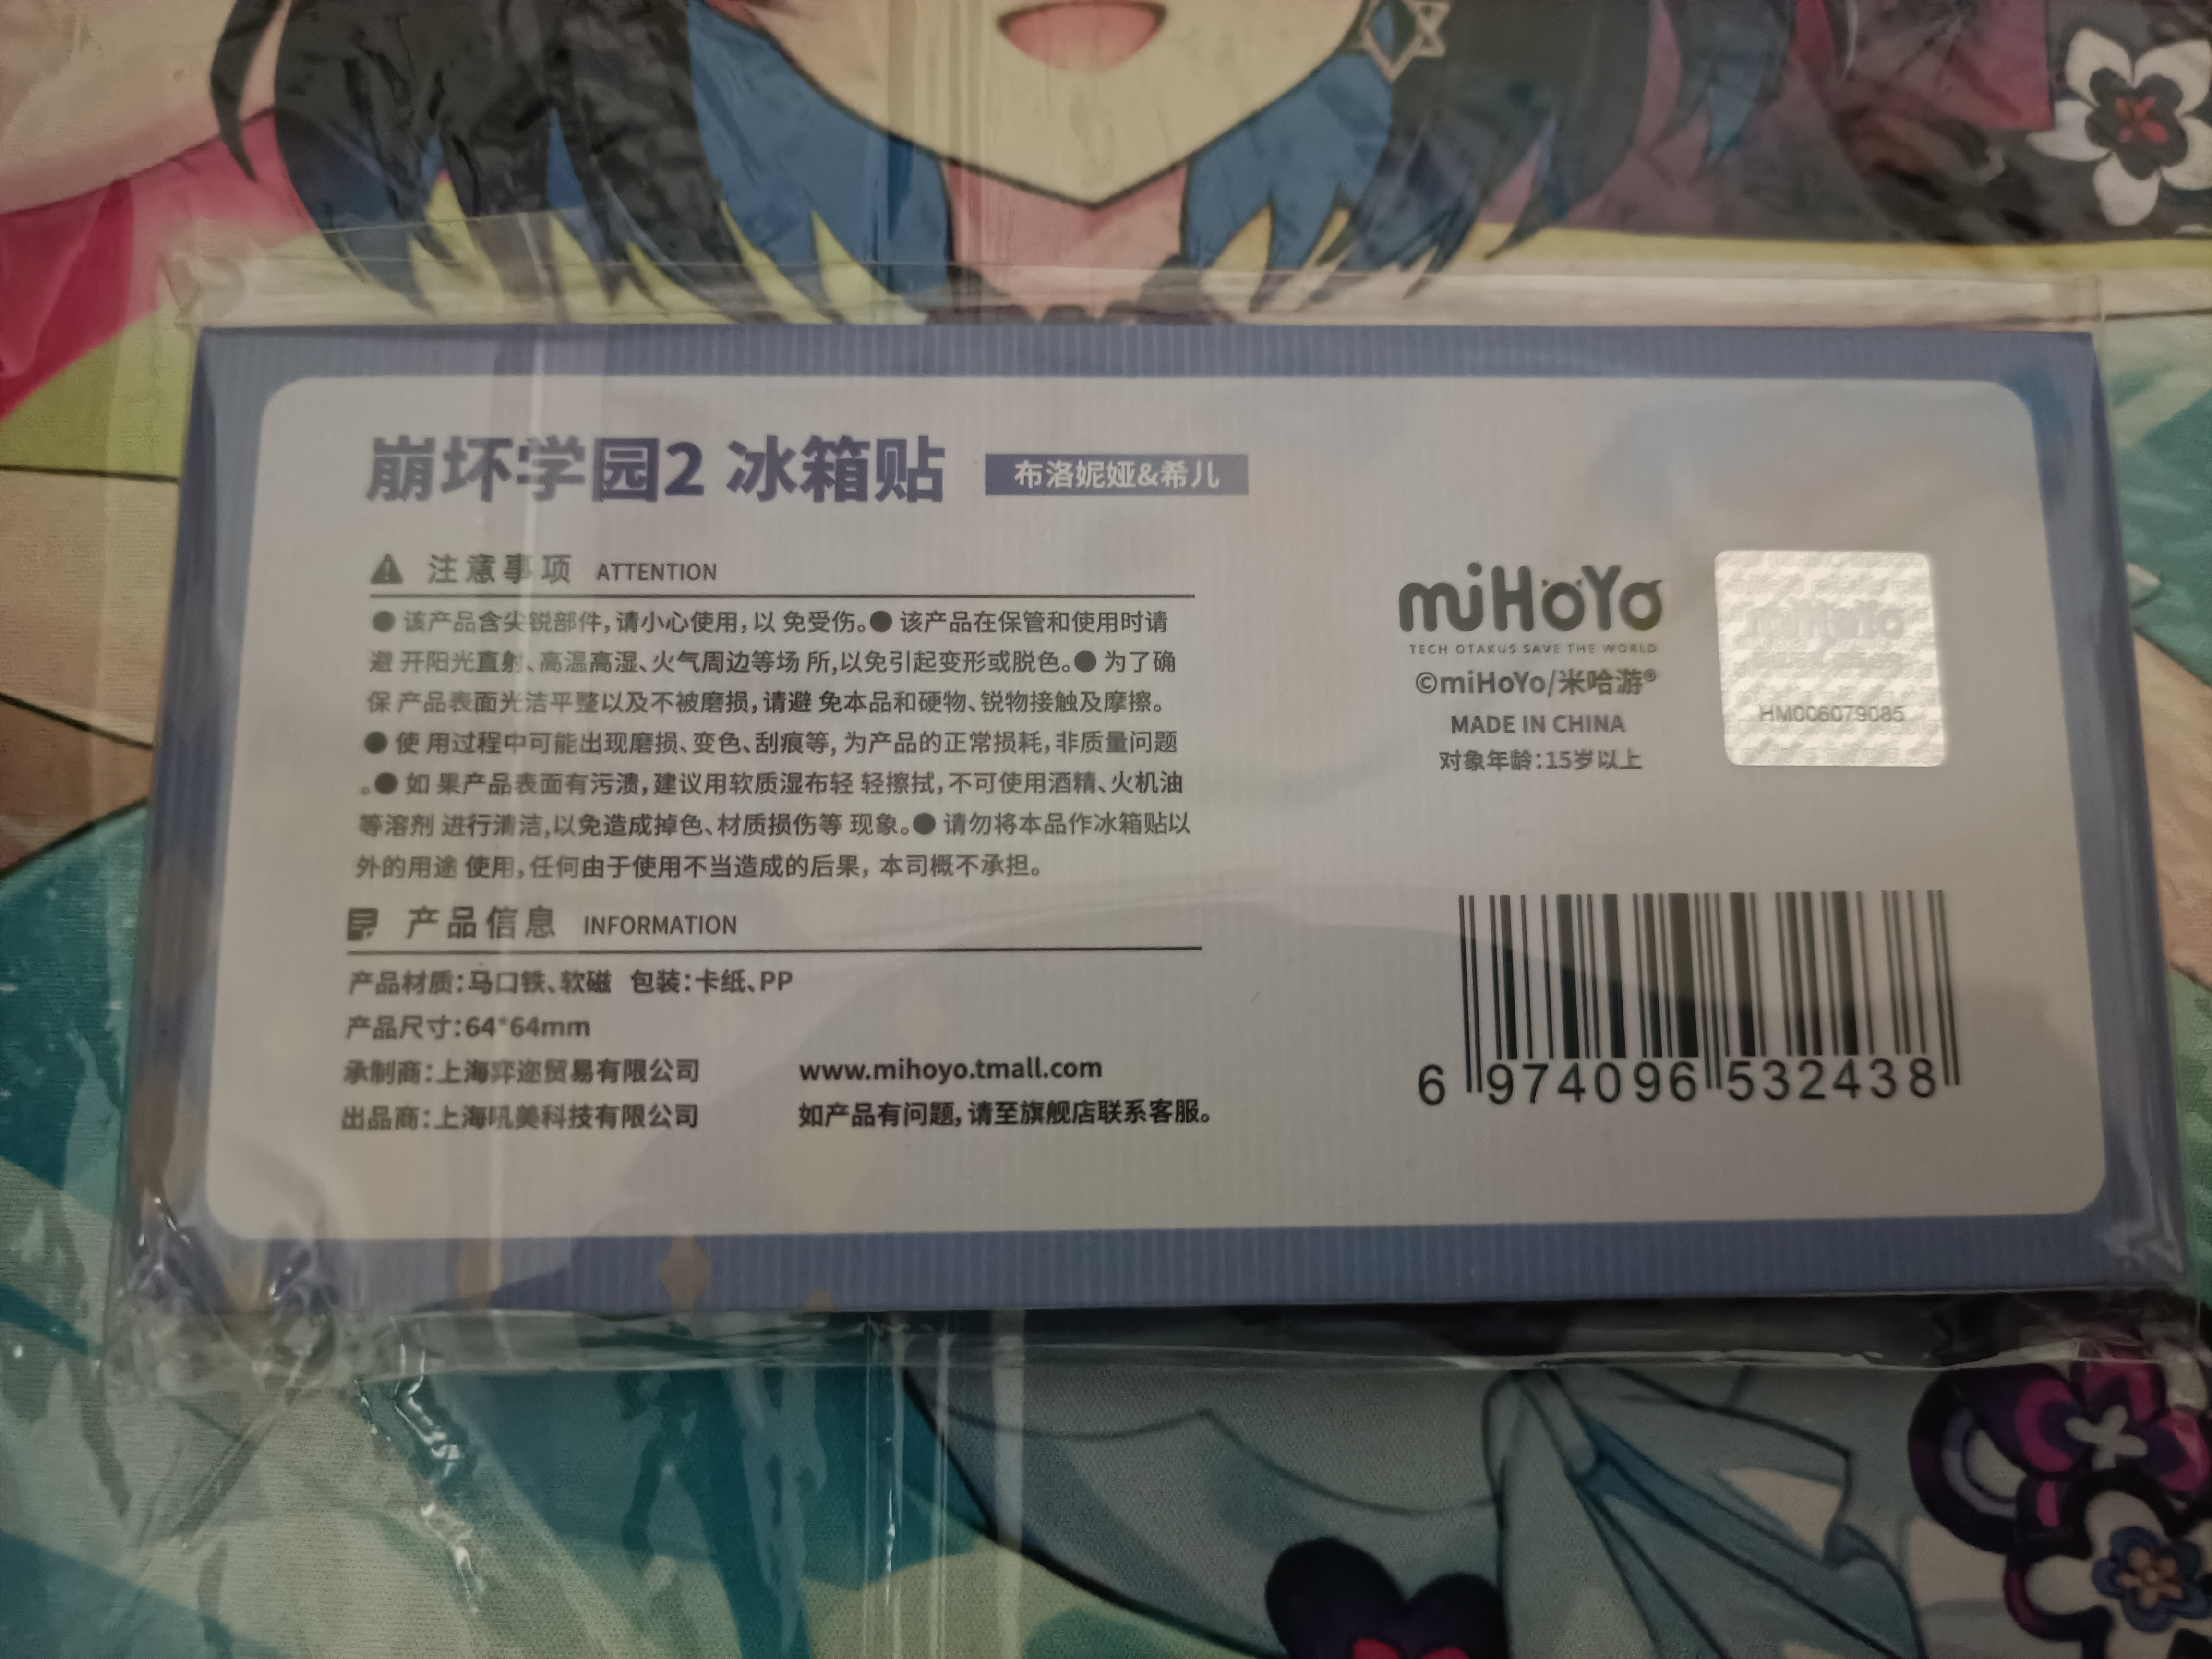 崩坏学园2 冰箱贴 布洛妮娅&希儿
注意事项 ATTENTION
●该产品含尖锐部件,请小心使用,以 免受伤。●该产品在保管和使用时请
避 开阳光直射、高温高湿、火气周边等场 所,以免引起变形或脱色。●为了确
保 产品表面光洁平整以及不被磨损,请避 免本品和硬物、锐物接触及摩擦。
●使 用过程中可能出现磨损、变色、刮痕等,为产品的正常损耗,非质量问题
。●如 果产品表面有污渍,建议用软质湿布轻 轻擦拭,不可使用酒精、火机油
等溶剂 进行清洁,以免造成掉色、材质损伤等 现象。●请勿将本品作冰箱贴以
外的用途 使用,任何由于使用不当造成的后果,本司概不承担。
产品信息 INFORMATION
产品材质:马口铁、软磁 包装:卡纸、PP
产品尺寸:64*64mm
承制商:上海弈迩贸易有限公司
出品商:上海吼美科技有限公司
www.mihoyo.tmall.com
如产品有问题,请至旗舰店联系客服。
miHoYo
TECH OTAKUS SAVE THE WORLD
©miHoYo/米哈游®
MADE IN CHINA
对象年龄:15岁以上
miHoYo
HM006079085
6 974096 532438